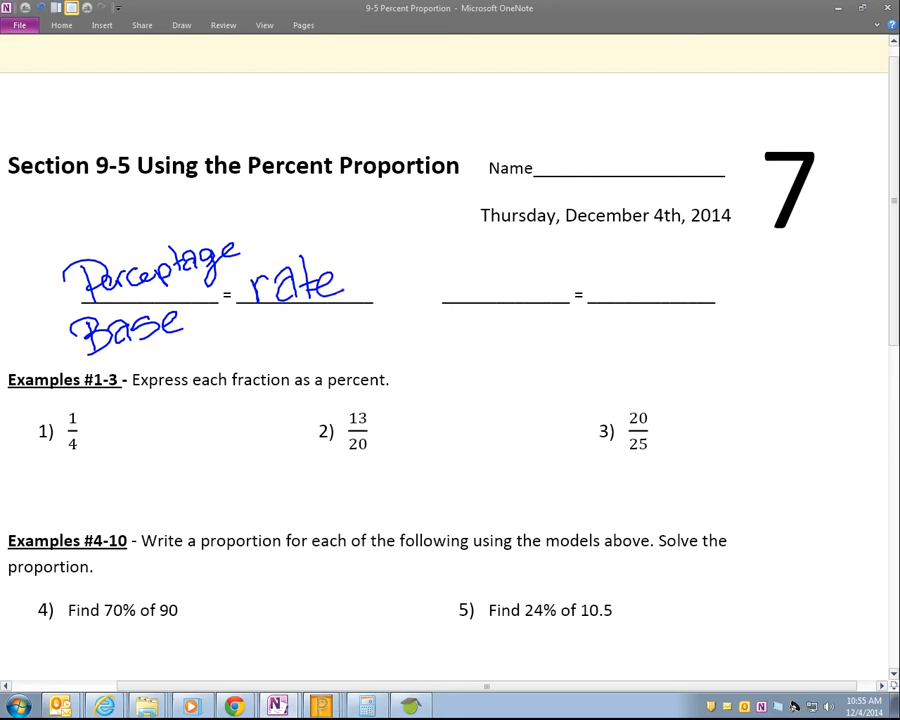 9-5 Percent Proportion - Microsoft OneNote
File Home Insert Share Draw Review View Pages
Section 9-5 Using the Percent Proportion Name______________________
7
Thursday, December 4th, 2014
Perceptage
_______________ = rate _______________ = _______________
Base
Examples #1-3 - Express each fraction as a percent.
1) 1/4 2) 13/20 3) 20/25
Examples #4-10 - Write a proportion for each of the following using the models above. Solve the
proportion.
4) Find 70% of 90 5) Find 24% of 10.5
10:55 AM
12/4/2014